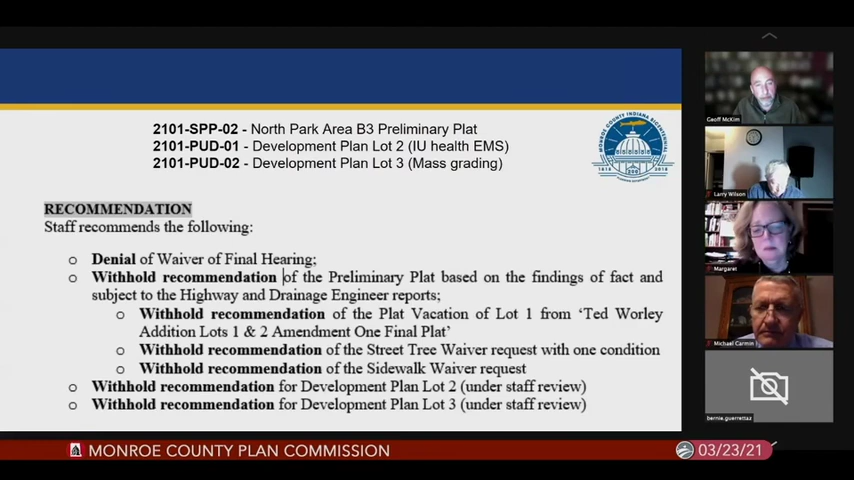 2101-SPP-02 - North Park Area B3 Preliminary Plat
2101-PUD-01 - Development Plan Lot 2 (IU health EMS)
2101-PUD-02 - Development Plan Lot 3 (Mass grading)
MONROE COUNTY INDIANA BICENTENNIAL
1818
200
2018
RECOMMENDATION
Staff recommends the following:
o Denial of Waiver of Final Hearing;
o Withhold recommendation of the Preliminary Plat based on the findings of fact and
subject to the Highway and Drainage Engineer reports;
o Withhold recommendation of the Plat Vacation of Lot 1 from ‘Ted Worley
Addition Lots 1 & 2 Amendment One Final Plat’
o Withhold recommendation of the Street Tree Waiver request with one condition
o Withhold recommendation of the Sidewalk Waiver request
o Withhold recommendation for Development Plan Lot 2 (under staff review)
o Withhold recommendation for Development Plan Lot 3 (under staff review)
Geoff McKim
Larry Wilson
Margaret
Michael Carmin
bernie.guerrettaz
MONROE COUNTY PLAN COMMISSION
03/23/21